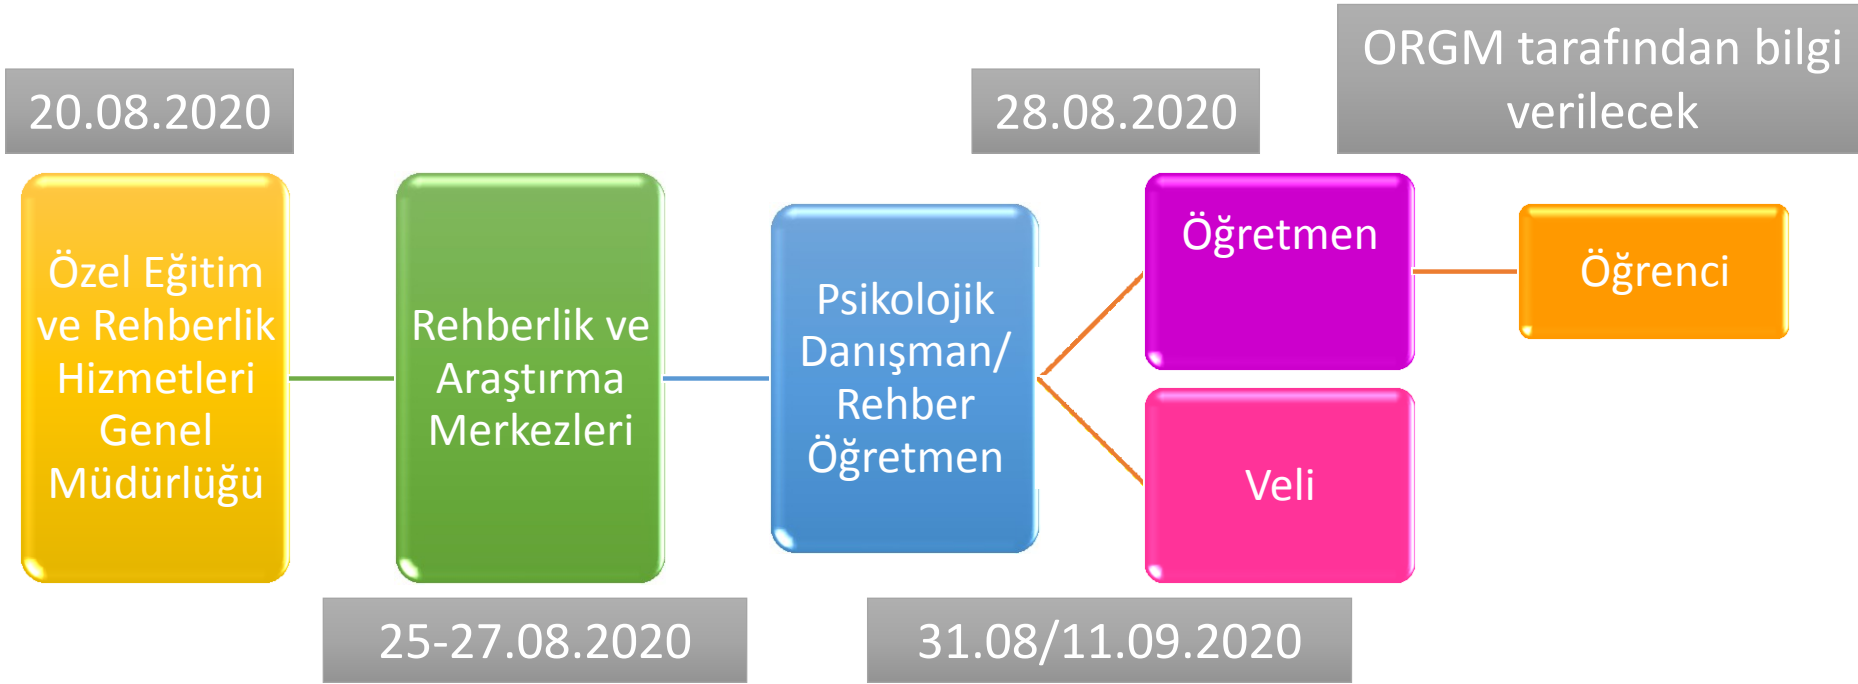 20.08.2020
28.08.2020
ORGM tarafından bilgi
verilecek
Özel Eğitim
ve Rehberlik
Hizmetleri
Genel
Müdürlüğü
Rehberlik ve
Araştırma
Merkezleri
Psikolojik
Danışman/
Rehber
Öğretmen
Öğretmen
Öğrenci
Veli
25-27.08.2020
31.08/11.09.2020